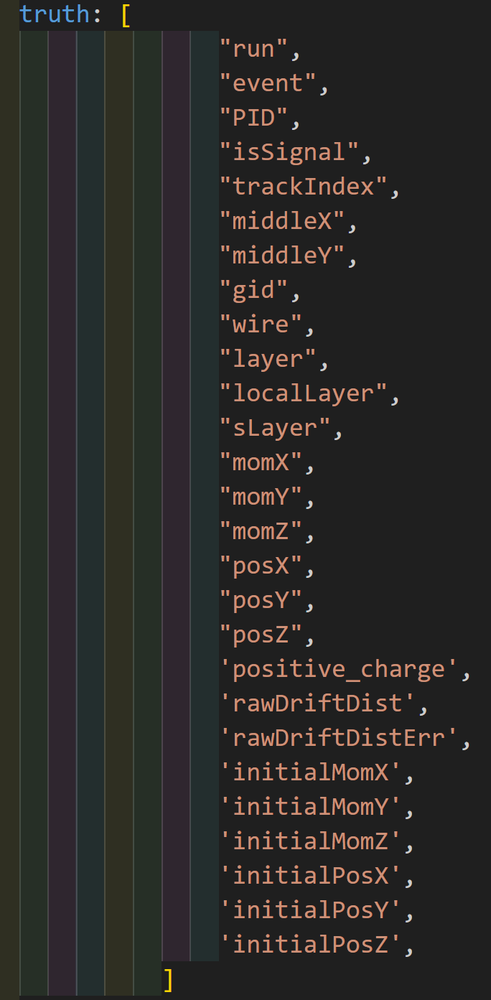 truth: [
"run",
"event",
"PID",
"isSignal",
"trackIndex",
"middleX",
"middleY",
"gid",
"wire",
"layer",
"localLayer",
"sLayer",
"momX",
"momY",
"momZ",
"posX",
"posY",
"posZ",
'positive_charge',
'rawDriftDist',
'rawDriftDistErr',
'initialMomX',
'initialMomY',
'initialMomZ',
'initialPosX',
'initialPosY',
'initialPosZ',
]